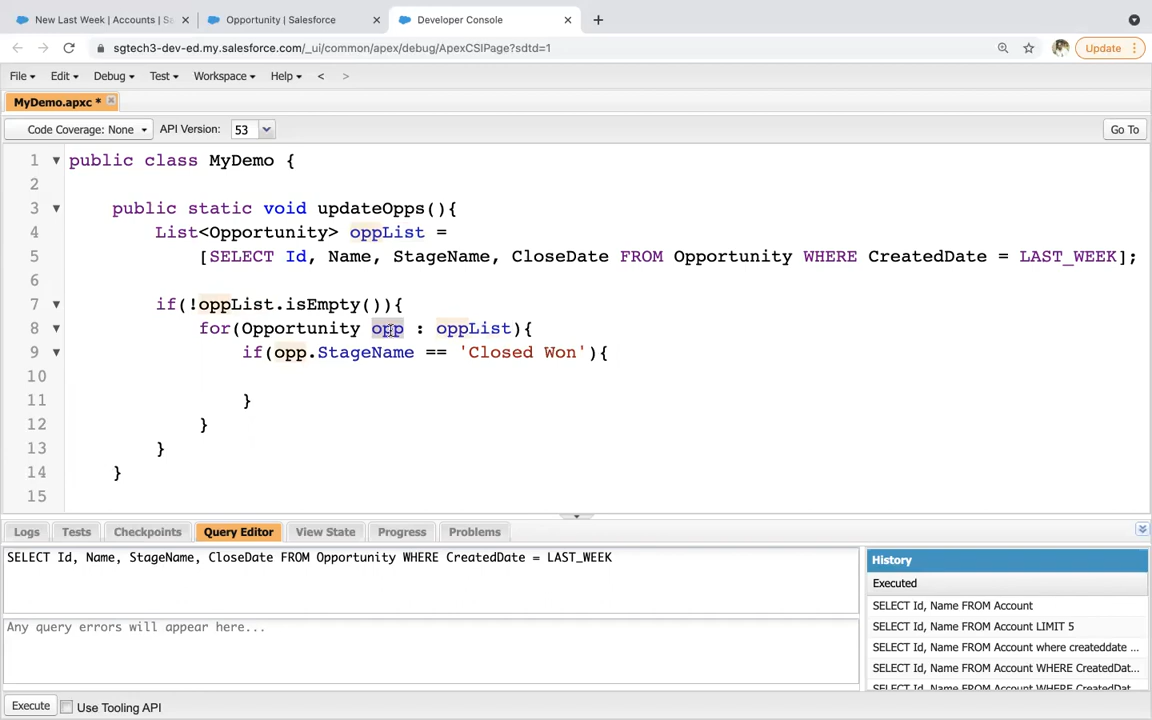 New Last Week | Accounts | Sa
Opportunity | Salesforce
Developer Console
sgtech3-dev-ed.my.salesforce.com/_ui/common/apex/debug/ApexCSIPage?sdtd=1
Update
File Edit Debug Test Workspace Help < >
MyDemo.apxc *
Code Coverage: None API Version: 53 Go To
1 public class MyDemo {
2
3 public static void updateOpps(){
4 List<Opportunity> oppList =
5 [SELECT Id, Name, StageName, CloseDate FROM Opportunity WHERE CreatedDate = LAST_WEEK];
6
7 if(!oppList.isEmpty()){
8 for(Opportunity opp : oppList){
9 if(opp.StageName == 'Closed Won'){
10
11 }
12 }
13 }
14 }
15
Logs Tests Checkpoints Query Editor View State Progress Problems
SELECT Id, Name, StageName, CloseDate FROM Opportunity WHERE CreatedDate = LAST_WEEK
Any query errors will appear here...
History
Executed
SELECT Id, Name FROM Account
SELECT Id, Name FROM Account LIMIT 5
SELECT Id, Name FROM Account where createddate ...
SELECT Id, Name FROM Account WHERE CreatedDat...
SELECT Id, Name FROM Account WHERE CreatedDat...
Execute Use Tooling API